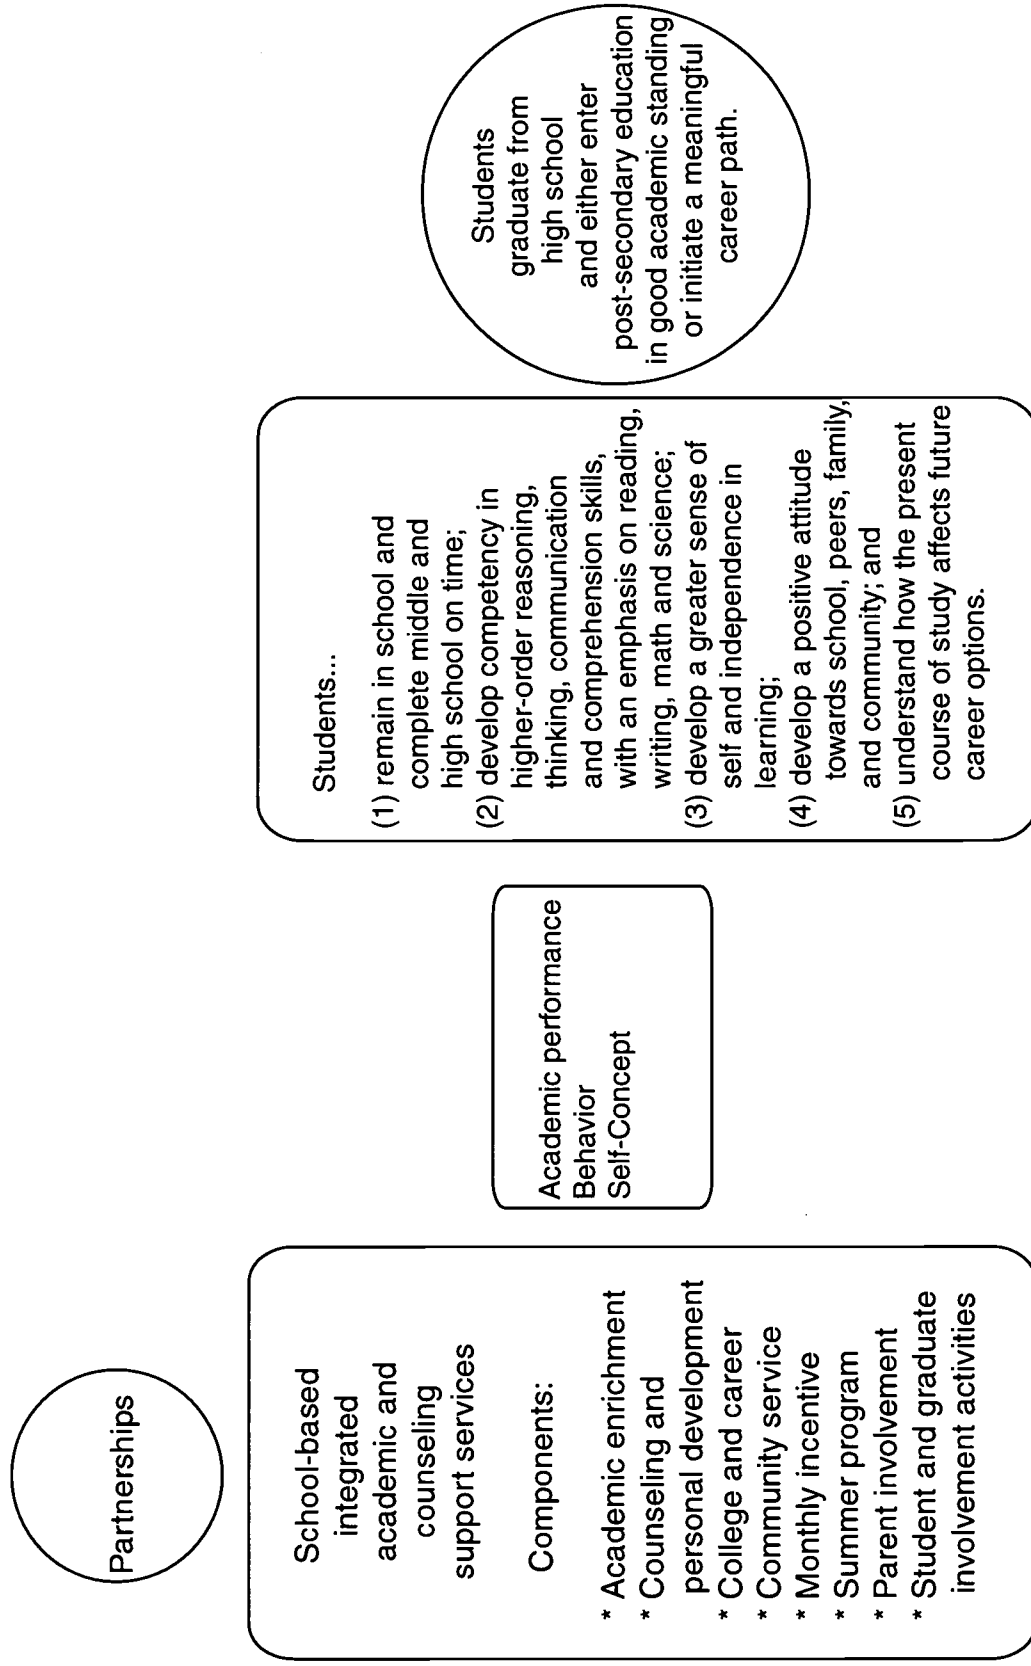 Partnerships
School-based
integrated
academic and
counseling
support services
Components:
* Academic enrichment
* Counseling and
personal development
* College and career
* Community service
* Monthly incentive
* Summer program
* Parent involvement
* Student and graduate
involvement activities
Academic performance
Behavior
Self-Concept
Students...
(1) remain in school and
complete middle and
high school on time;
(2) develop competency in
higher-order reasoning,
thinking, communication
and comprehension skills,
with an emphasis on reading,
writing, math and science;
(3) develop a greater sense of
self and independence in
learning;
(4) develop a positive attitude
towards school, peers, family,
and community; and
(5) understand how the present
course of study affects future
career options.
Students
graduate from
high school
and either enter
post-secondary education
in good academic standing
or initiate a meaningful
career path.